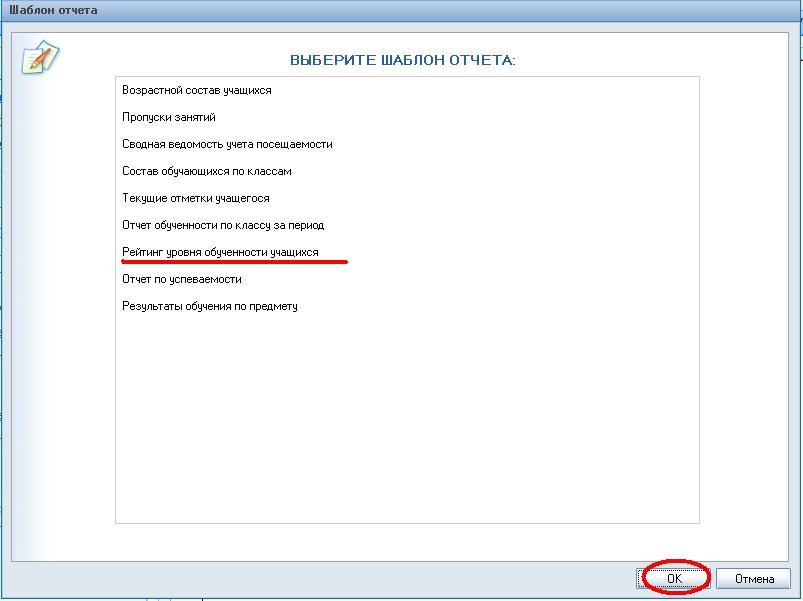 Шаблон отчета
ВЫБЕРИТЕ ШАБЛОН ОТЧЕТА:
Возрастной состав учащихся
Пропуски занятий
Сводная ведомость учета посещаемости
Состав обучающихся по классам
Текущие отметки учащегося
Отчет обученности по классу за период
Рейтинг уровня обученности учащихся
Отчет по успеваемости
Результаты обучения по предмету
ОК
Отмена